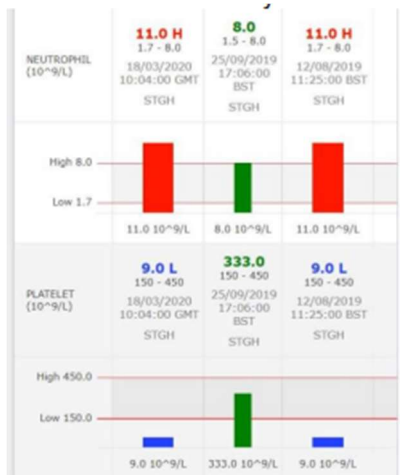 11.0 H 8.0 11.0 H
1.7 - 8.0 1.5 - 8.0 1.7 - 8.0
NEUTROPHIL
(10^9/L)
18/03/2020
10:04:00 GMT
25/09/2019
17:06:00
BST
12/08/2019
11:25:00 BST
STGH STGH STGH
High 8.0
Low 1.7
11.0 10^9/L 8.0 10^9/L 11.0 10^9/L
9.0 L 333.0 9.0 L
150 - 450 150 - 450 150 - 450
PLATELET
(10^9/L)
18/03/2020
10:04:00 GMT
25/09/2019
17:06:00
BST
12/08/2019
11:25:00 BST
STGH STGH STGH
High 450.0
Low 150.0
9.0 10^9/L 333.0 10^9/L 9.0 10^9/L